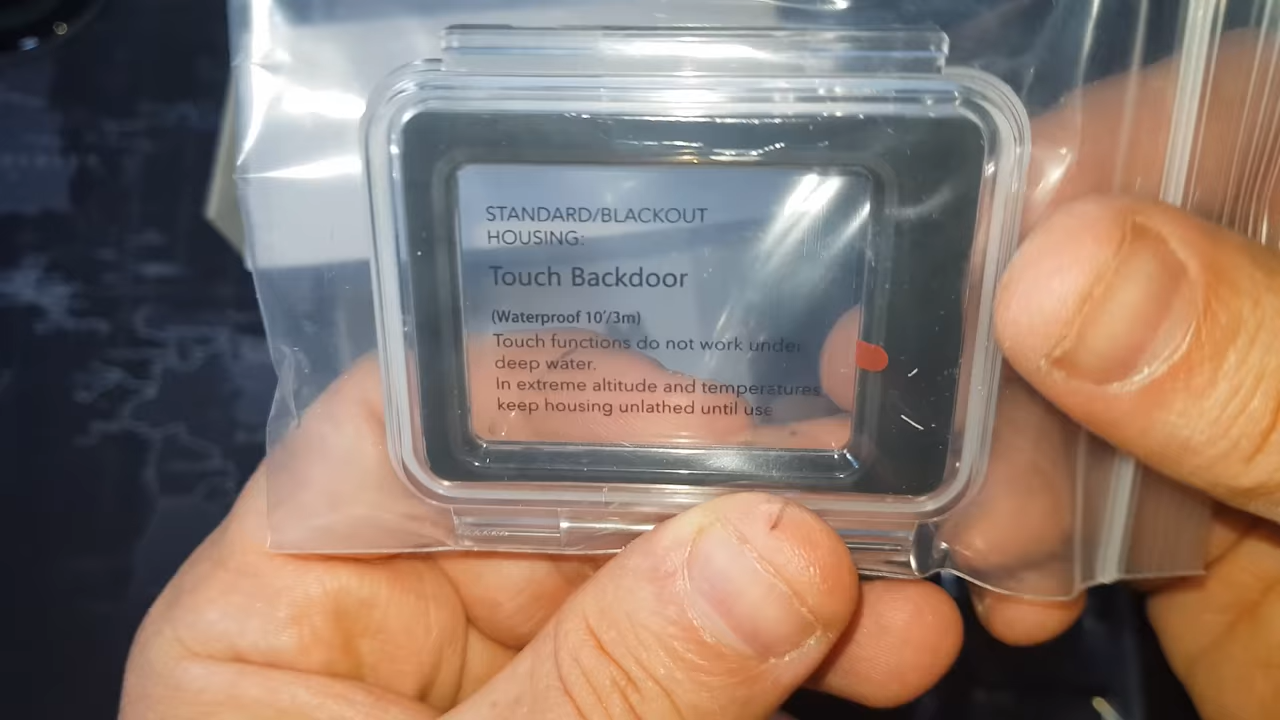 STANDARD/BLACKOUT
HOUSING:
Touch Backdoor
(Waterproof 10'/3m)
Touch functions do not work under
deep water.
In extreme altitude and temperatures
keep housing unlathed until use